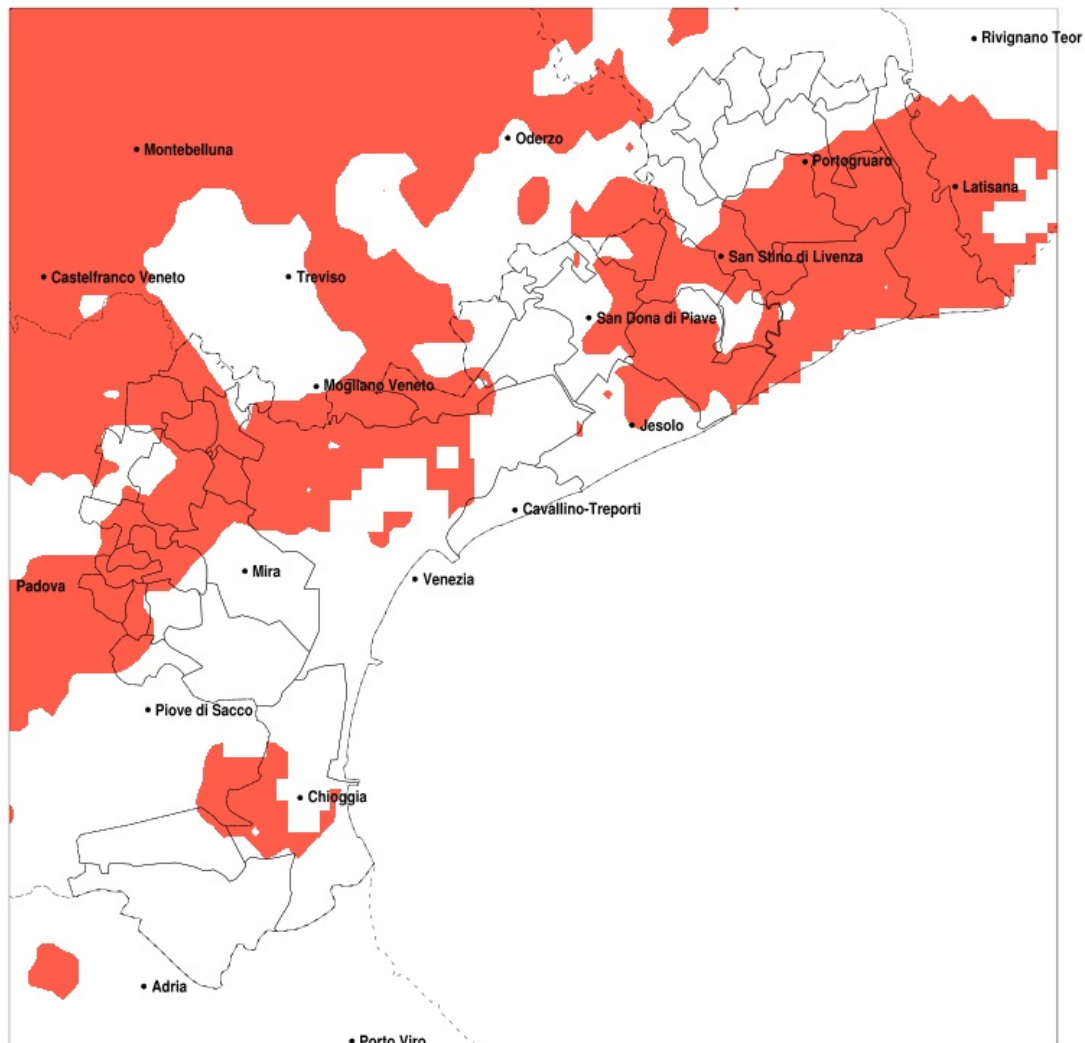 Rivignano Teor
Oderzo
Montebelluna
Portogruaro
Latisana
San Stino di Livenza
Castelfranco Veneto
Treviso
San Dona di Piave
Mogliano Veneto
Jesolo
Cavallino-Treporti
Mira
Venezia
Padova
Piove di Sacco
Chioggia
Adria
Porto Viro